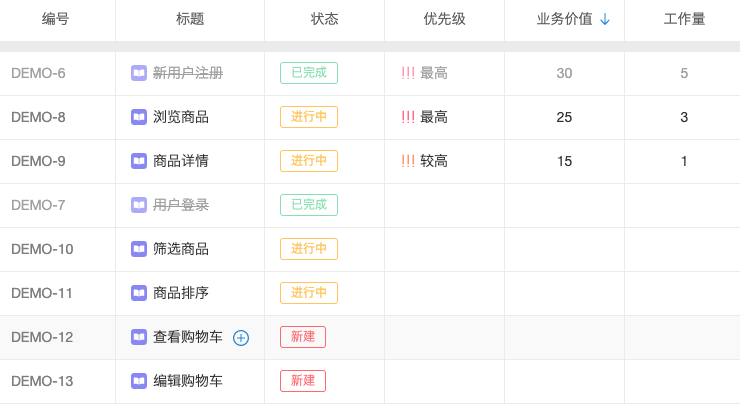 编号 标题 状态 优先级 业务价值 工作量
DEMO-6 新用户注册 已完成 最高 30 5
DEMO-8 浏览商品 进行中 最高 25 3
DEMO-9 商品详情 进行中 较高 15 1
DEMO-7 用户登录 已完成
DEMO-10 筛选商品 进行中
DEMO-11 商品排序 进行中
DEMO-12 查看购物车 新建
DEMO-13 编辑购物车 新建